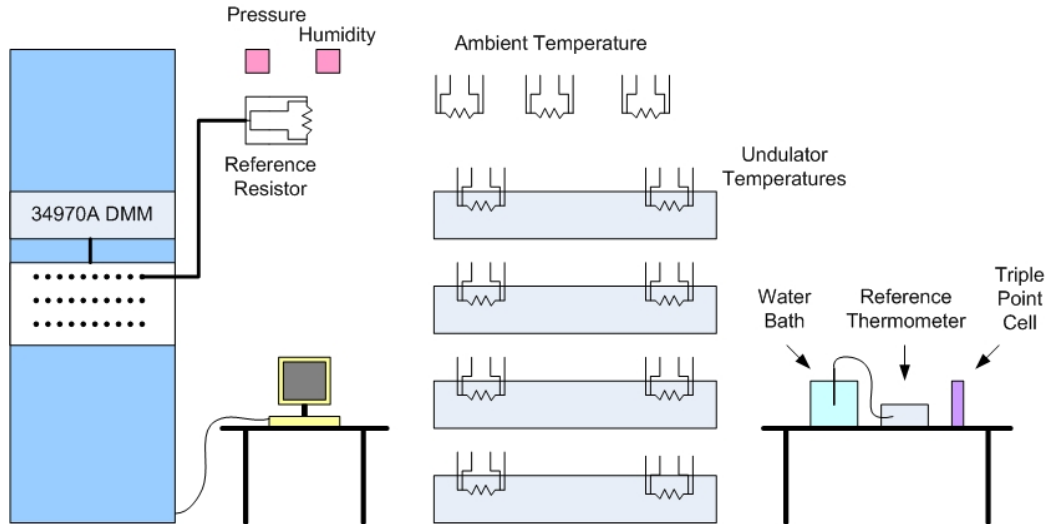 Pressure
Humidity
Ambient Temperature
Reference
Resistor
Undulator
Temperatures
34970A DMM
Water
Bath
Reference
Thermometer
Triple
Point
Cell